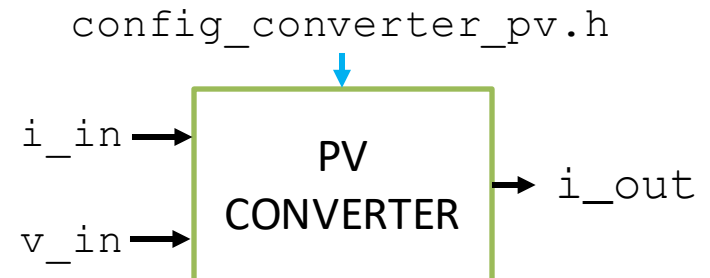 config_converter_pv.h
i_in
PV
CONVERTER
i_out
v_in